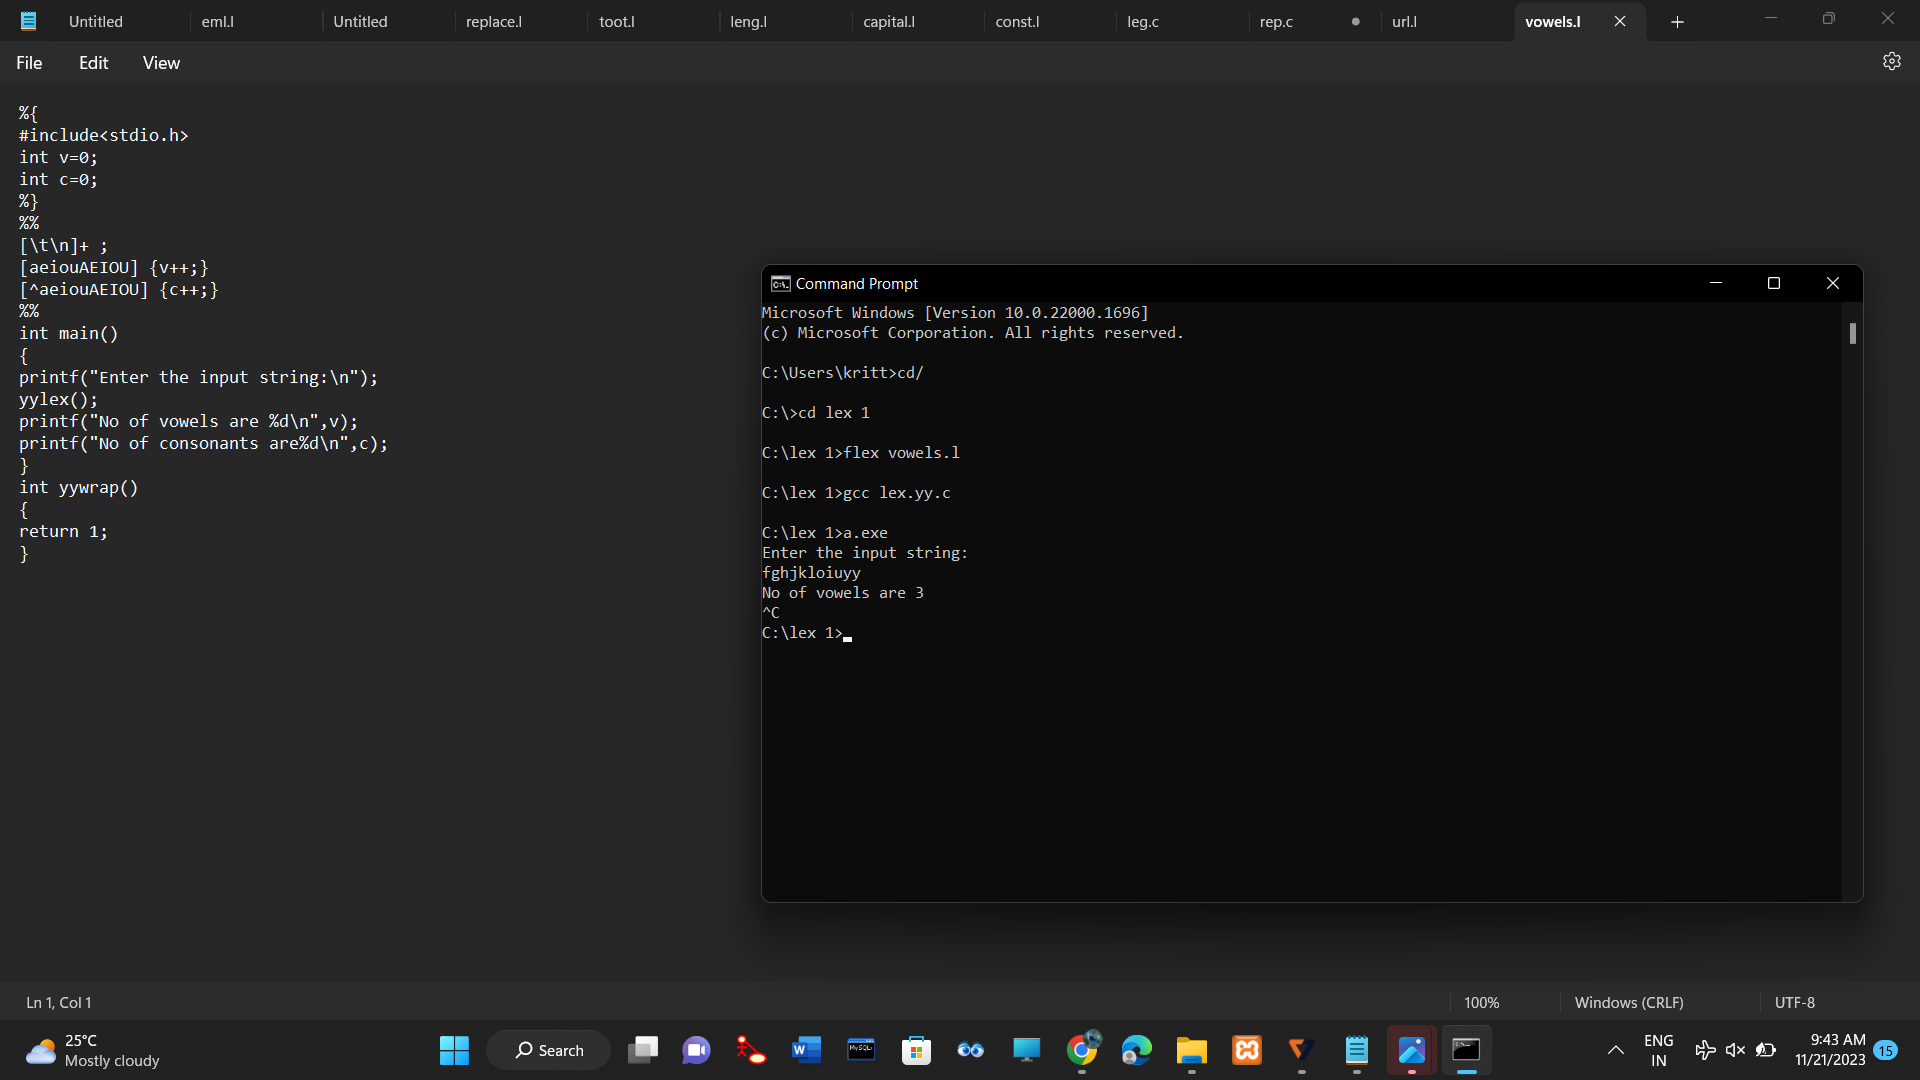 Untitled
eml.l
Untitled
replace.l
toot.l
leng.l
capital.l
const.l
leg.c
rep.c
url.l
vowels.l
File Edit View
%{
#include<stdio.h>
int v=0;
int c=0;
%}
%%
[\t\n]+ ;
[aeiouAEIOU] {v++;}
[^aeiouAEIOU] {c++;}
%%
int main()
{
printf("Enter the input string:\n");
yylex();
printf("No of vowels are %d\n",v);
printf("No of consonants are%d\n",c);
}
int yywrap()
{
return 1;
}
Command Prompt
Microsoft Windows [Version 10.0.22000.1696]
(c) Microsoft Corporation. All rights reserved.
C:\Users\kritt>cd/
C:\>cd lex 1
C:\lex 1>flex vowels.l
C:\lex 1>gcc lex.yy.c
C:\lex 1>a.exe
Enter the input string:
fghjkloiuyy
No of vowels are 3
^C
C:\lex 1>
Ln 1, Col 1
100%
Windows (CRLF)
UTF-8
25°C
Mostly cloudy
Search
ENG
IN
9:43 AM
11/21/2023
15